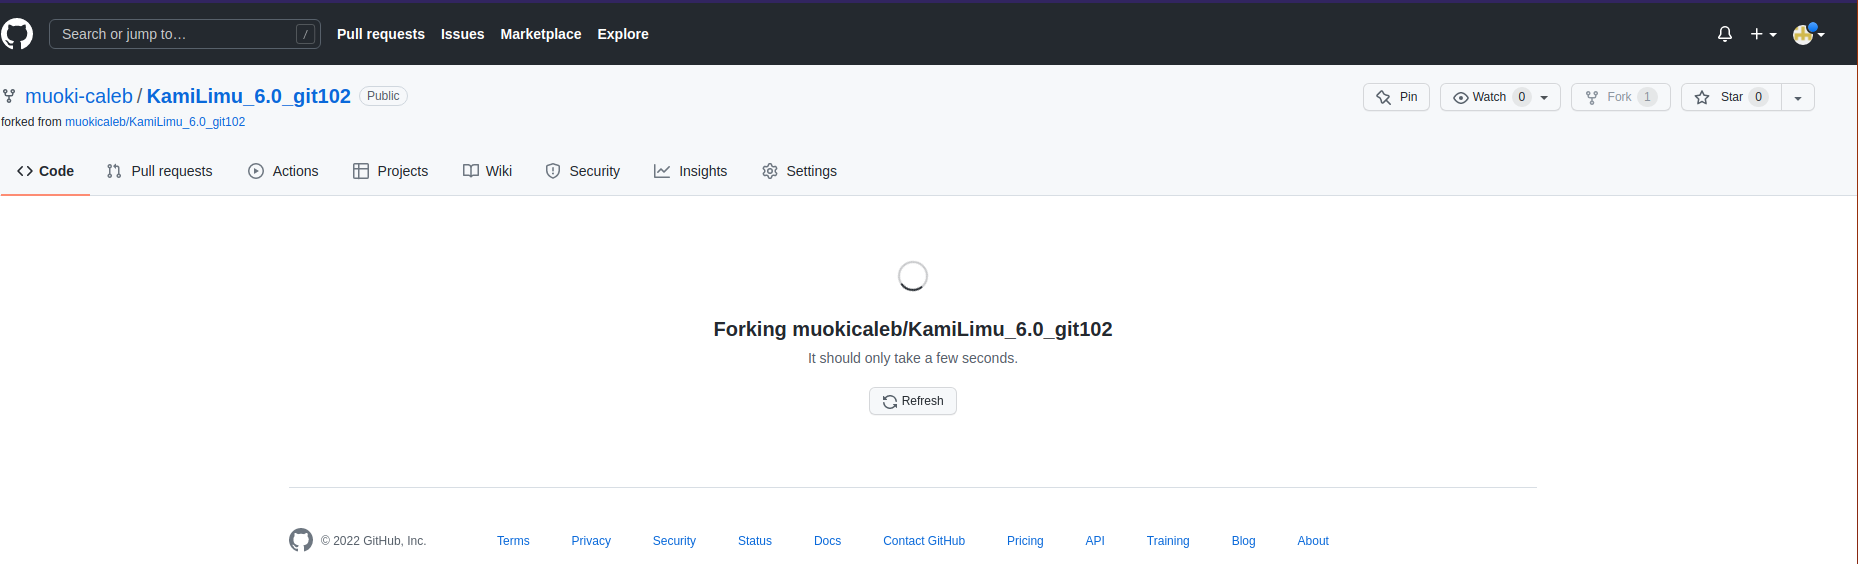 Search or jump to… / Pull requests Issues Marketplace Explore
muoki-caleb / KamiLimu_6.0_git102 Public Pin Watch 0 Fork 1 Star 0
forked from muokicaleb/KamiLimu_6.0_git102
Code Pull requests Actions Projects Wiki Security Insights Settings
Forking muokicaleb/KamiLimu_6.0_git102
It should only take a few seconds.
Refresh
© 2022 GitHub, Inc. Terms Privacy Security Status Docs Contact GitHub Pricing API Training Blog About